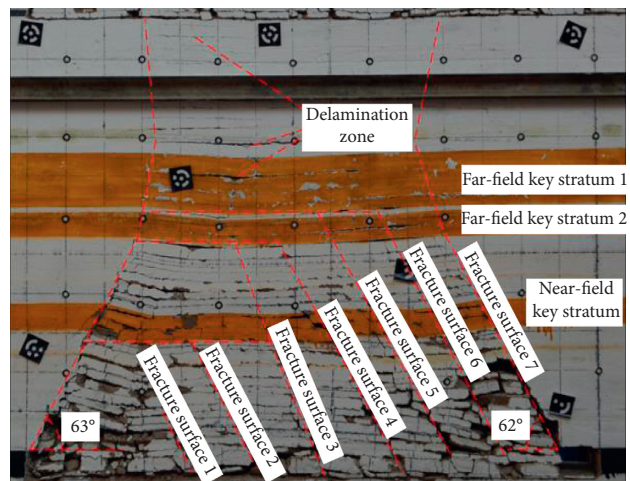 Delamination
zone
Far-field key stratum 1
Far-field key stratum 2
Near-field
key stratum
Fracture surface 1
Fracture surface 2
Fracture surface 3
Fracture surface 4
Fracture surface 5
Fracture surface 6
Fracture surface 7
63°
62°